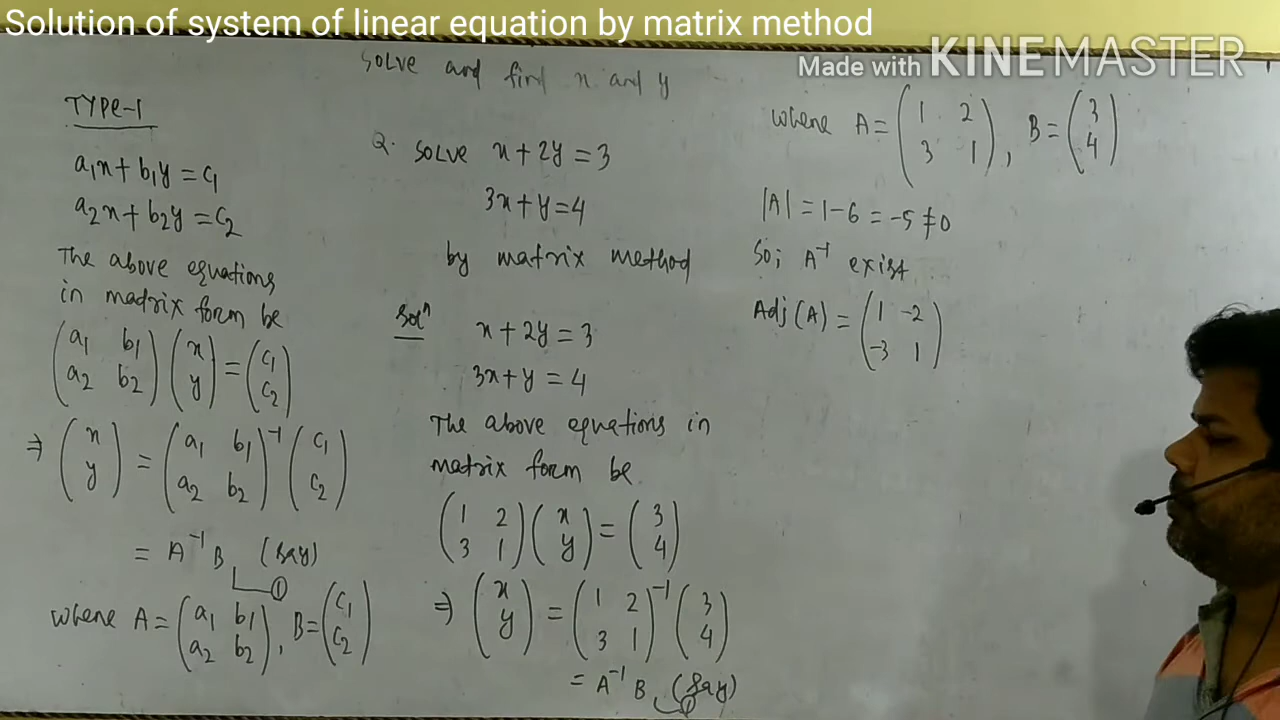 Solution of system of linear equation by matrix method
Made with KINEMASTER
Solve and find x and y
TYPE-1
a₁x + b₁y = c₁
a₂x + b₂y = c₂
The above equations
in matrix form be
(a₁ b₁) (x) = (c₁)
(a₂ b₂) (y) (c₂)
⇒ (x) = (a₁ b₁)⁻¹ (c₁)
(y) (a₂ b₂) (c₂)
= A⁻¹ B (say)
①
where A = (a₁ b₁), B = (c₁)
(a₂ b₂) (c₂)
Q. Solve x + 2y = 3
3x + y = 4
by matrix method
Solⁿ x + 2y = 3
3x + y = 4
The above equations in
matrix form be
(1 2) (x) = (3)
(3 1) (y) (4)
⇒ (x) = (1 2)⁻¹ (3)
(y) (3 1) (4)
= A⁻¹ B (say)
①
where A = (1 2), B = (3)
(3 1) (4)
|A| = 1 - 6 = -5 ≠ 0
So; A⁻¹ exist
Adj(A) = (1 -2)
(-3 1)